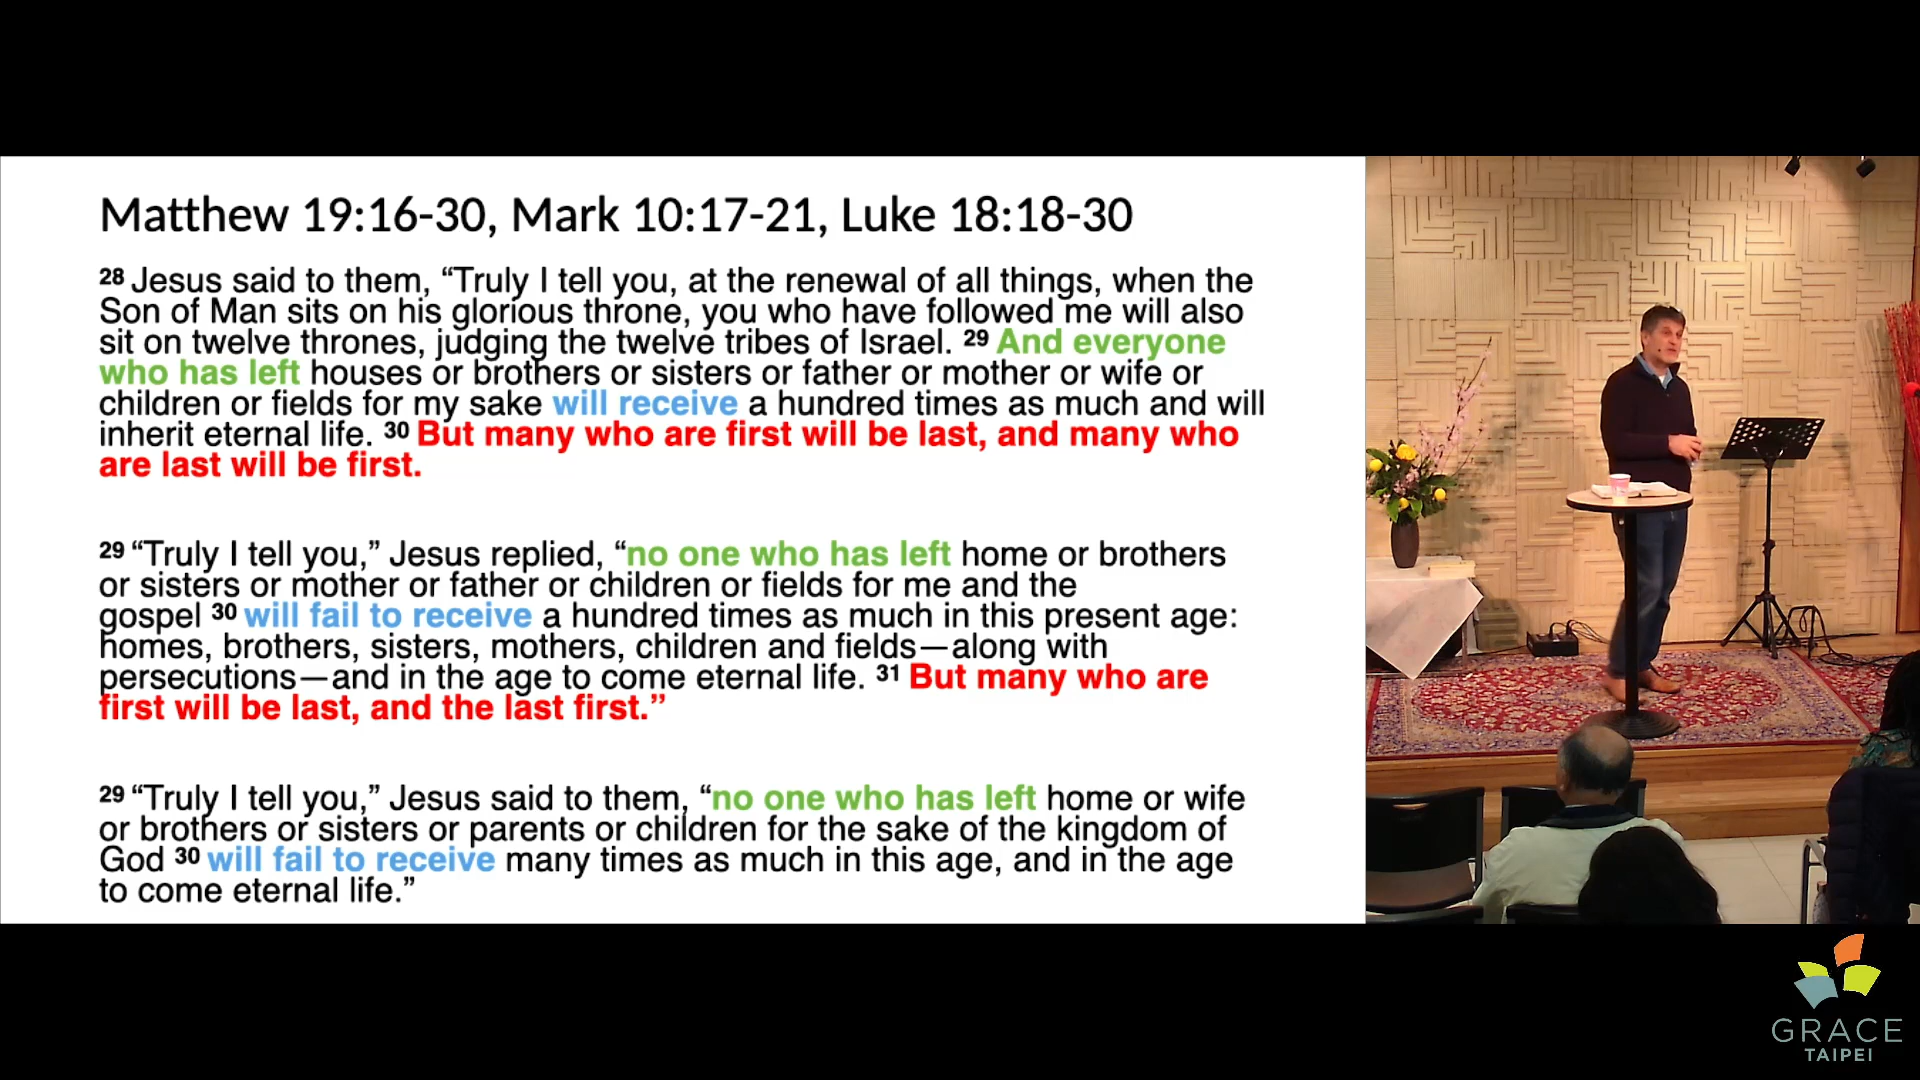 Matthew 19:16-30, Mark 10:17-21, Luke 18:18-30
28 Jesus said to them, “Truly I tell you, at the renewal of all things, when the
Son of Man sits on his glorious throne, you who have followed me will also
sit on twelve thrones, judging the twelve tribes of Israel. 29 And everyone
who has left houses or brothers or sisters or father or mother or wife or
children or fields for my sake will receive a hundred times as much and will
inherit eternal life. 30 But many who are first will be last, and many who
are last will be first.
29 “Truly I tell you,” Jesus replied, “no one who has left home or brothers
or sisters or mother or father or children or fields for me and the
gospel 30 will fail to receive a hundred times as much in this present age:
homes, brothers, sisters, mothers, children and fields—along with
persecutions—and in the age to come eternal life. 31 But many who are
first will be last, and the last first.”
29 “Truly I tell you,” Jesus said to them, “no one who has left home or wife
or brothers or sisters or parents or children for the sake of the kingdom of
God 30 will fail to receive many times as much in this age, and in the age
to come eternal life.”
GRACE
TAIPEI